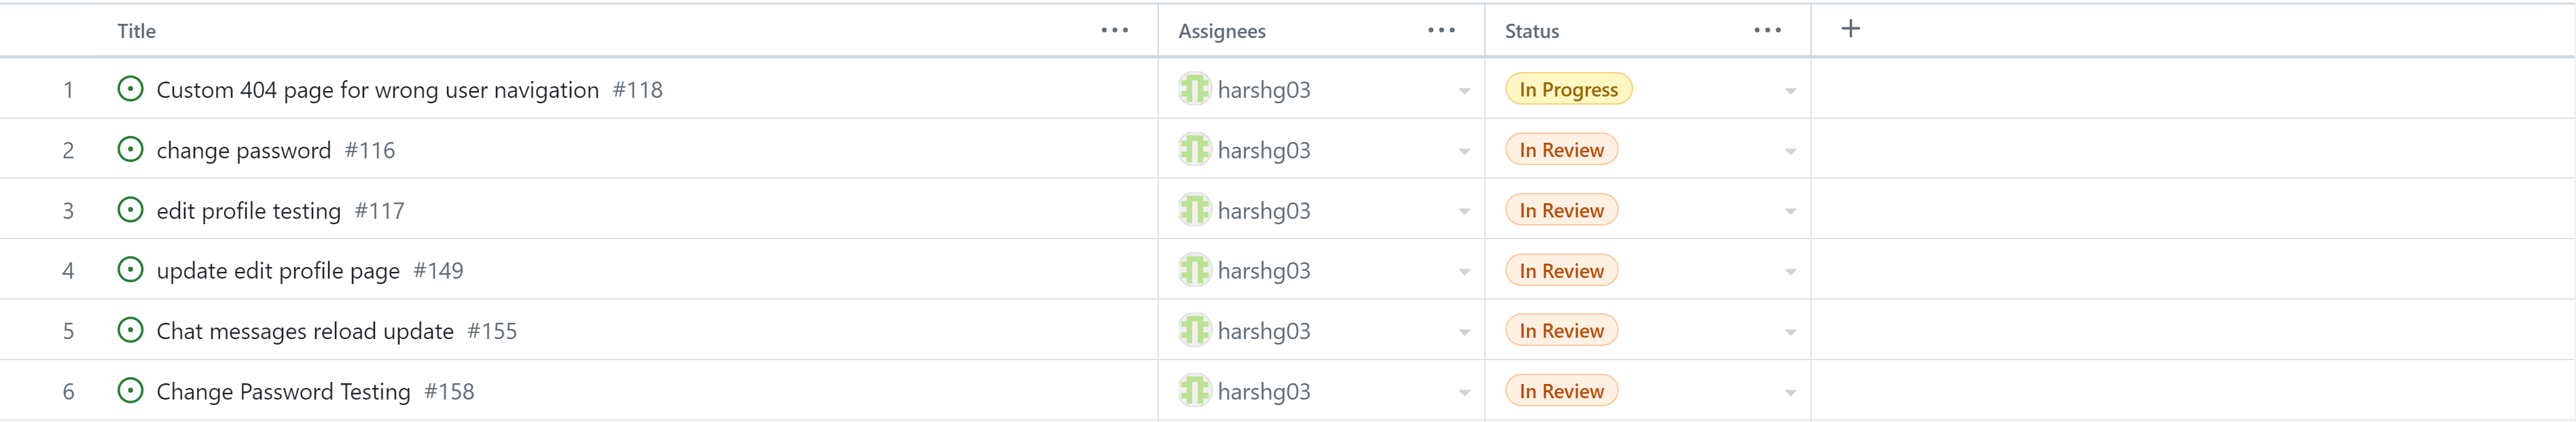 Title ... Assignees ... Status ... +
1 Custom 404 page for wrong user navigation #118 harshg03 In Progress
2 change password #116 harshg03 In Review
3 edit profile testing #117 harshg03 In Review
4 update edit profile page #149 harshg03 In Review
5 Chat messages reload update #155 harshg03 In Review
6 Change Password Testing #158 harshg03 In Review